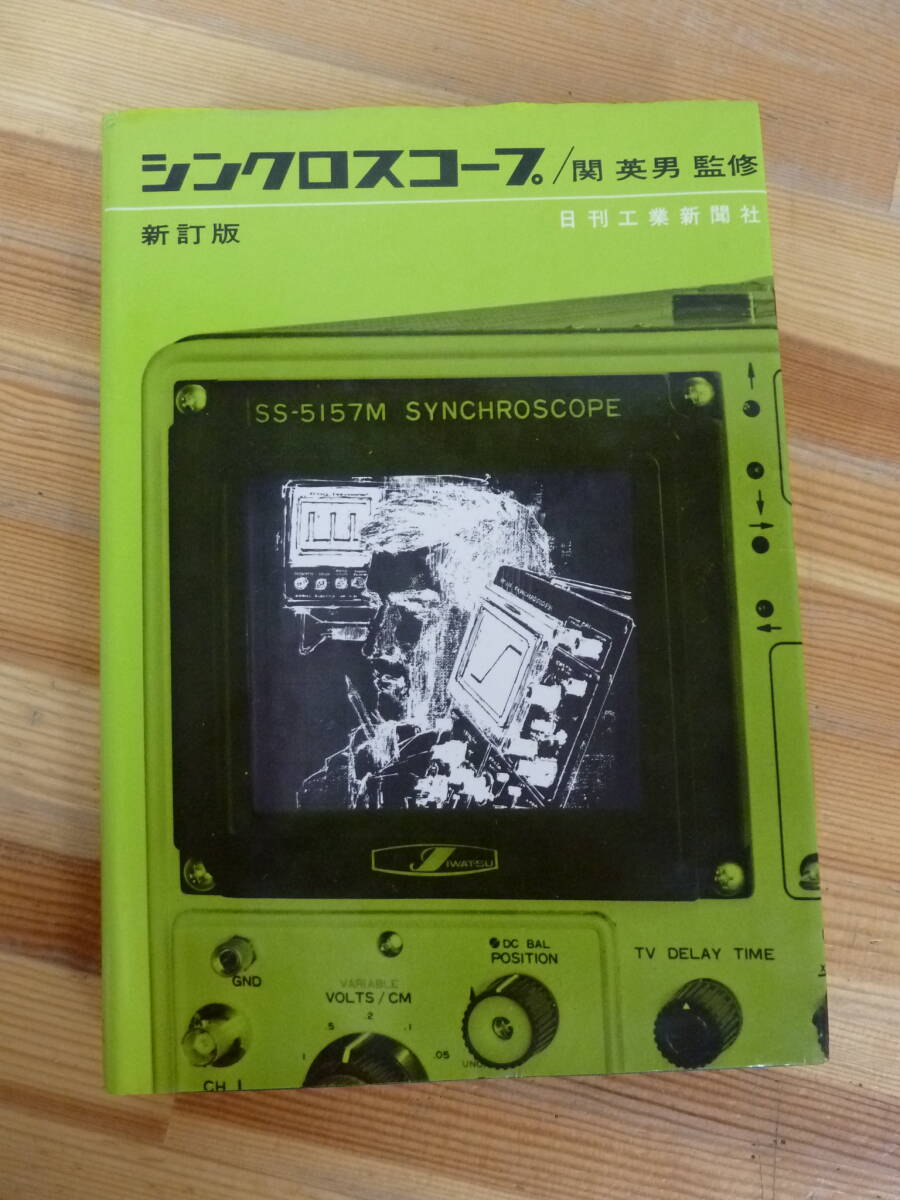 シンクロスコープ/関 英男 監修
日刊工業新聞社
新訂版
SS-5157M SYNCHROSCOPE
IWATSU
DC BAL
POSITION
TV DELAY TIME
GND
VARIABLE
VOLTS/CM
.5 .2 .1
1 .05
CH 1